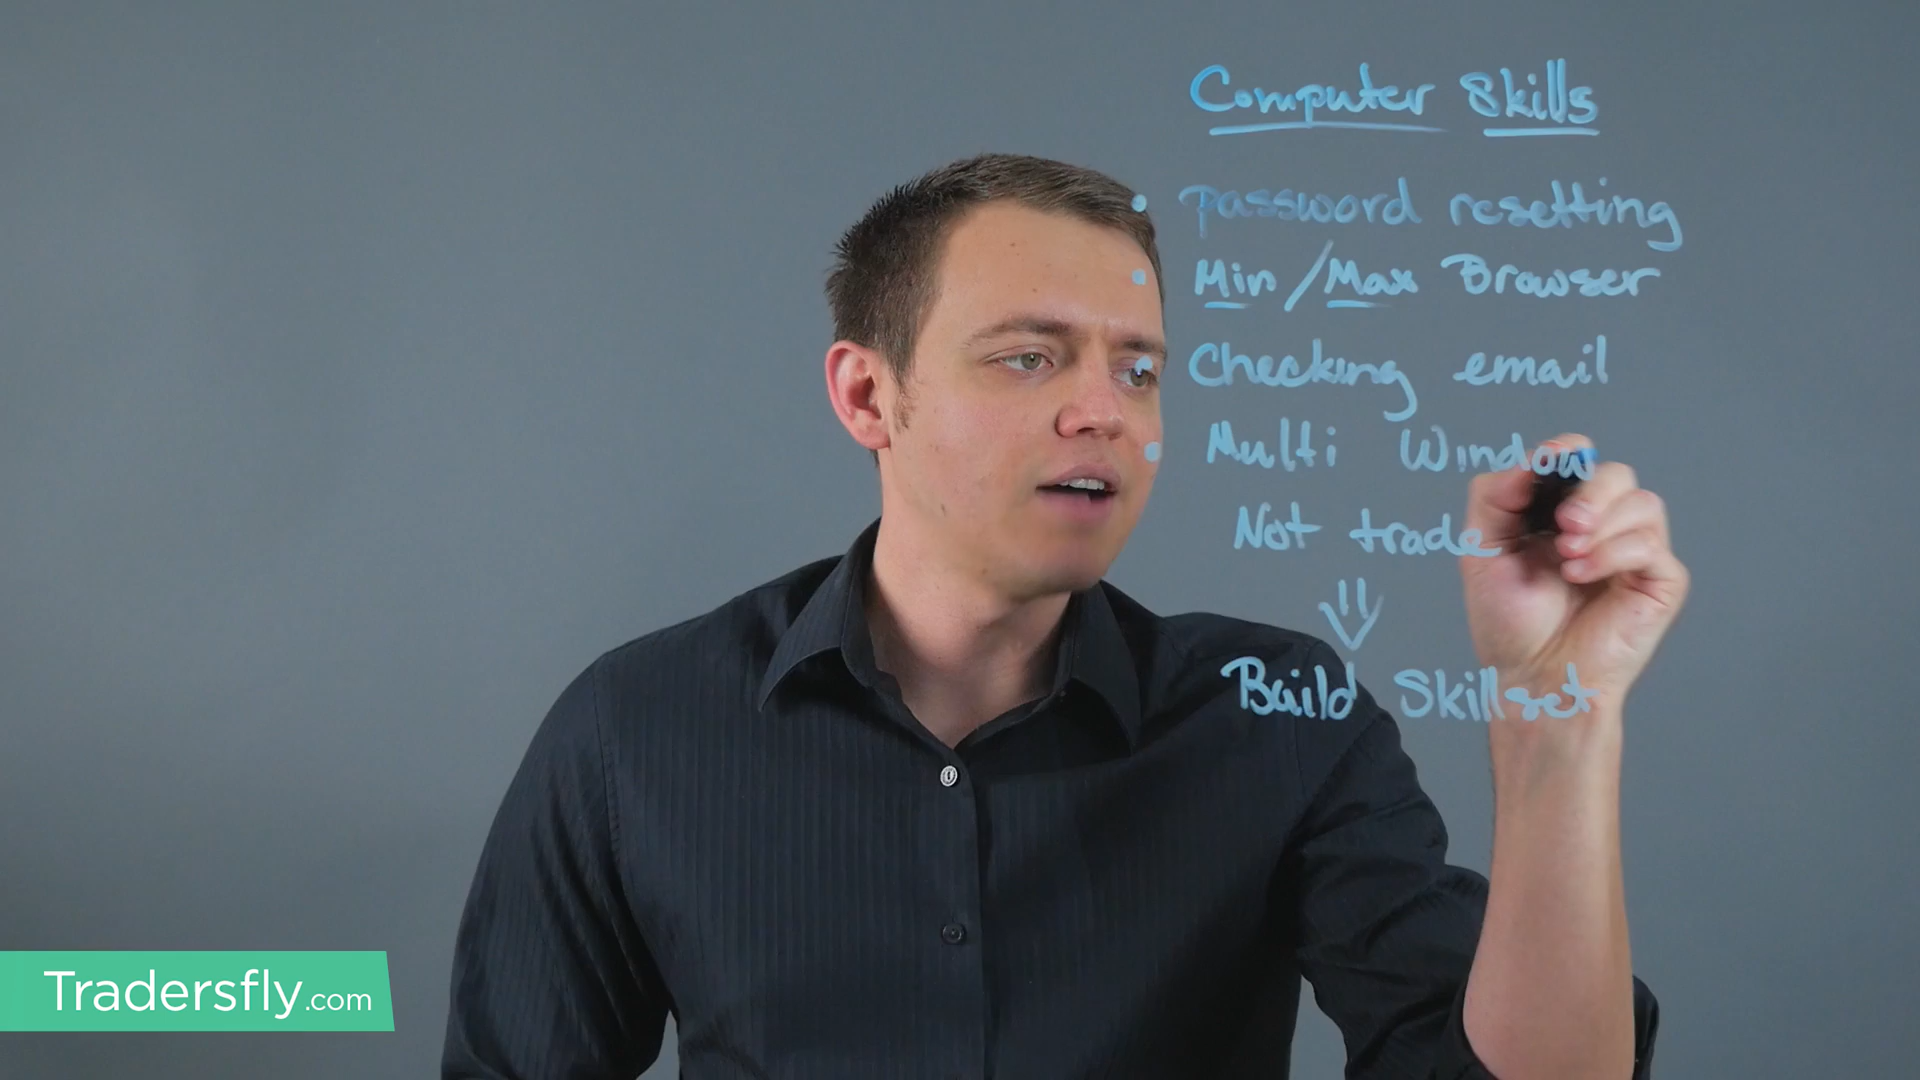 Computer Skills
• password resetting
• Min/Max Browser
• Checking email
• Multi Window
Not trade
Build Skillset
Tradersfly.com